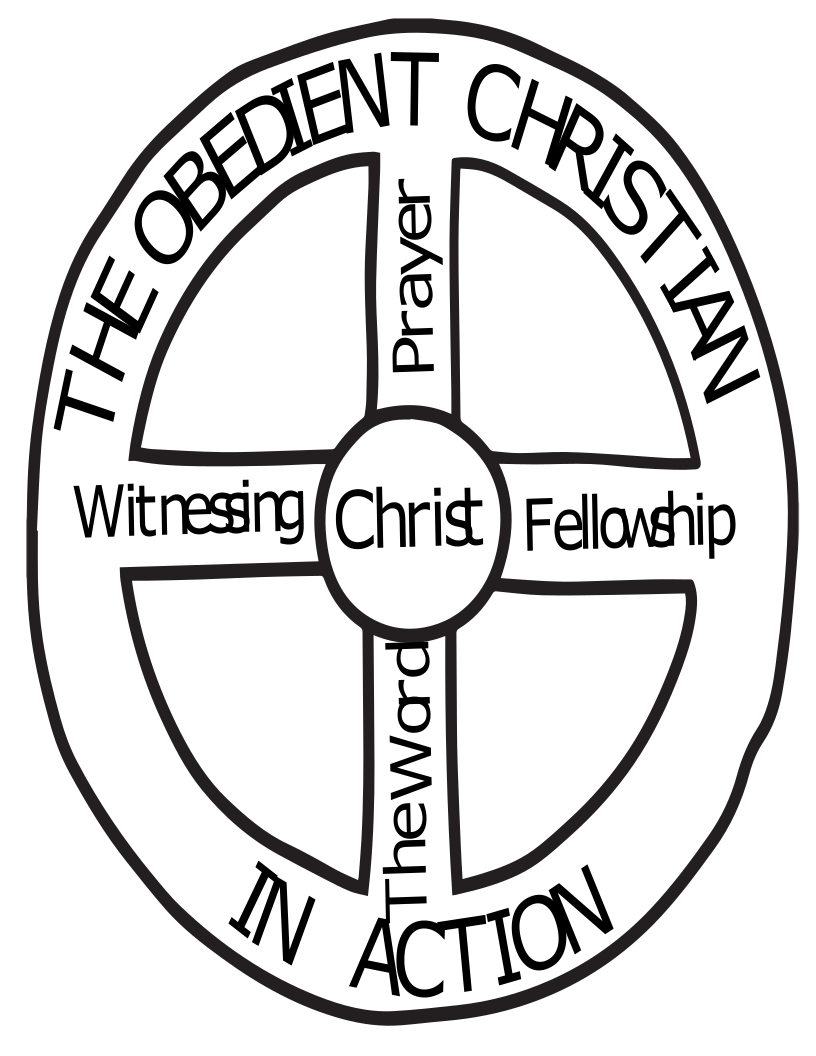 THE OBEDIENT CHRISTIAN
Prayer
Witnessing
Christ
Fellowship
The Word
IN ACTION